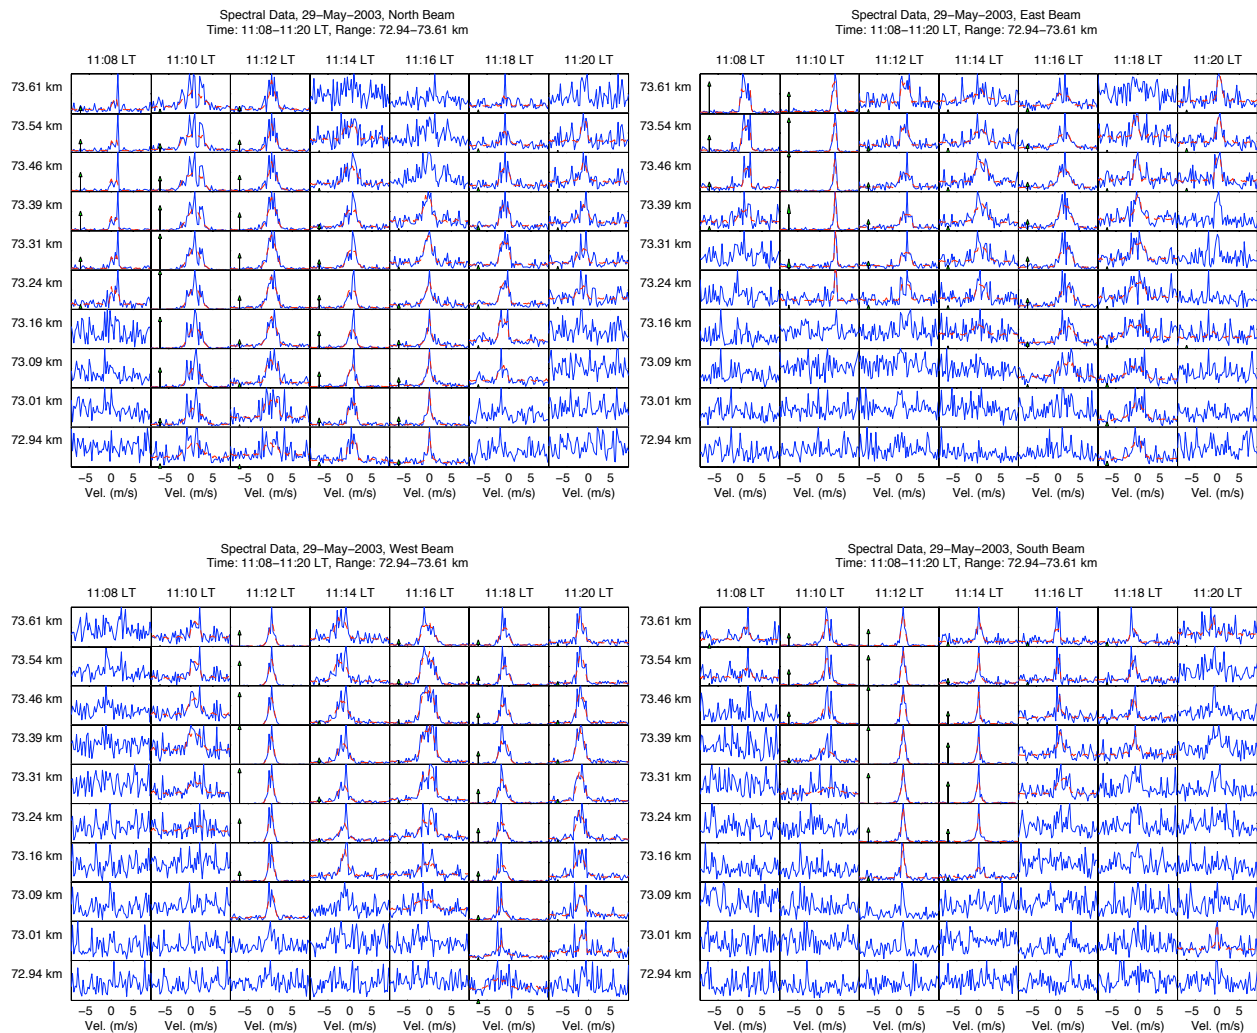 Spectral Data, 29−May−2003, North Beam
Time: 11:08−11:20 LT, Range: 72.94−73.61 km
11:08 LT 11:10 LT 11:12 LT 11:14 LT 11:16 LT 11:18 LT 11:20 LT
73.61 km
73.54 km
73.46 km
73.39 km
73.31 km
73.24 km
73.16 km
73.09 km
73.01 km
72.94 km
−5 0 5 −5 0 5 −5 0 5 −5 0 5 −5 0 5 −5 0 5 −5 0 5
Vel. (m/s) Vel. (m/s) Vel. (m/s) Vel. (m/s) Vel. (m/s) Vel. (m/s) Vel. (m/s)
Spectral Data, 29−May−2003, East Beam
Time: 11:08−11:20 LT, Range: 72.94−73.61 km
11:08 LT 11:10 LT 11:12 LT 11:14 LT 11:16 LT 11:18 LT 11:20 LT
73.61 km
73.54 km
73.46 km
73.39 km
73.31 km
73.24 km
73.16 km
73.09 km
73.01 km
72.94 km
−5 0 5 −5 0 5 −5 0 5 −5 0 5 −5 0 5 −5 0 5 −5 0 5
Vel. (m/s) Vel. (m/s) Vel. (m/s) Vel. (m/s) Vel. (m/s) Vel. (m/s) Vel. (m/s)
Spectral Data, 29−May−2003, West Beam
Time: 11:08−11:20 LT, Range: 72.94−73.61 km
11:08 LT 11:10 LT 11:12 LT 11:14 LT 11:16 LT 11:18 LT 11:20 LT
73.61 km
73.54 km
73.46 km
73.39 km
73.31 km
73.24 km
73.16 km
73.09 km
73.01 km
72.94 km
−5 0 5 −5 0 5 −5 0 5 −5 0 5 −5 0 5 −5 0 5 −5 0 5
Vel. (m/s) Vel. (m/s) Vel. (m/s) Vel. (m/s) Vel. (m/s) Vel. (m/s) Vel. (m/s)
Spectral Data, 29−May−2003, South Beam
Time: 11:08−11:20 LT, Range: 72.94−73.61 km
11:08 LT 11:10 LT 11:12 LT 11:14 LT 11:16 LT 11:18 LT 11:20 LT
73.61 km
73.54 km
73.46 km
73.39 km
73.31 km
73.24 km
73.16 km
73.09 km
73.01 km
72.94 km
−5 0 5 −5 0 5 −5 0 5 −5 0 5 −5 0 5 −5 0 5 −5 0 5
Vel. (m/s) Vel. (m/s) Vel. (m/s) Vel. (m/s) Vel. (m/s) Vel. (m/s) Vel. (m/s)